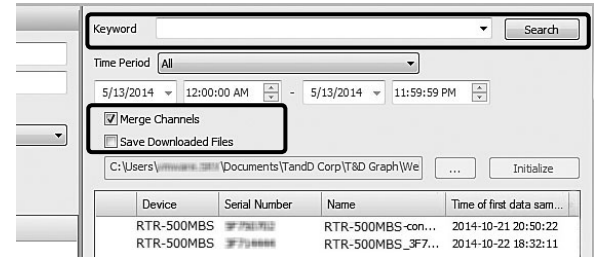 Keyword Search
Time Period All
5/13/2014 12:00:00 AM - 5/13/2014 11:59:59 PM
Merge Channels
Save Downloaded Files
C:\Users\ \Documents\TandD Corp\T&D Graph\We ... Initialize
Device Serial Number Name Time of first data sam...
RTR-500MBS RTR-500MBS-con... 2014-10-21 20:50:22
RTR-500MBS RTR-500MBS_3F7... 2014-10-22 18:32:11